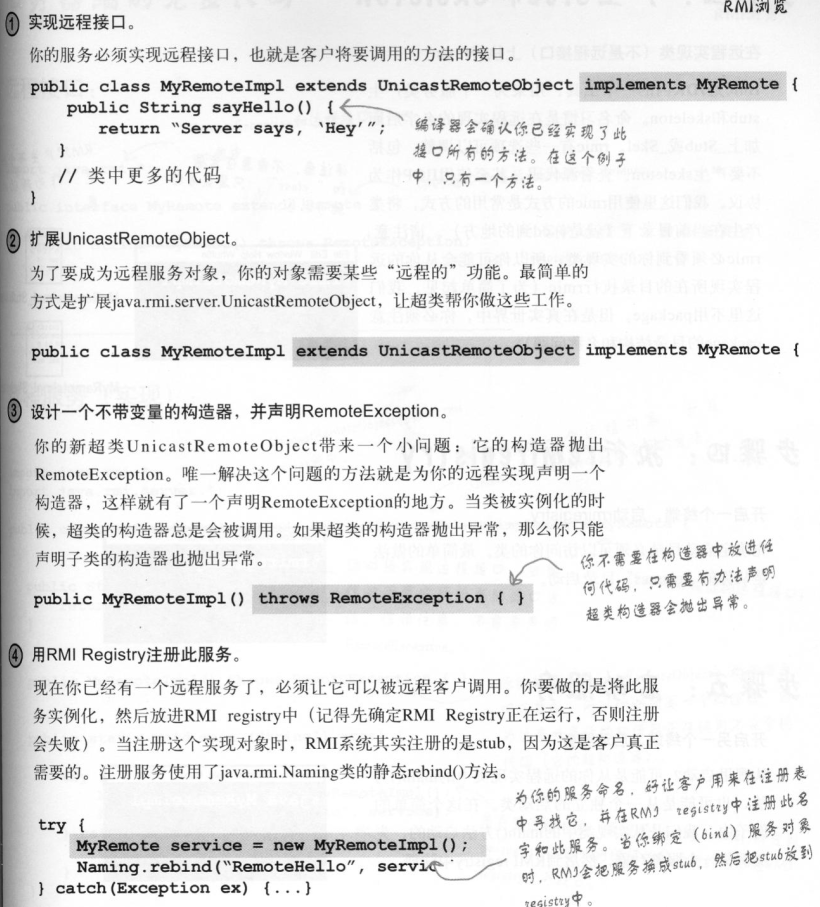 RMI浏览
① 实现远程接口。
你的服务必须实现远程接口，也就是客户将要调用的方法的接口。
public class MyRemoteImpl extends UnicastRemoteObject implements MyRemote {
public String sayHello() {
return “Server says, ‘Hey’”;
}
// 类中更多的代码
}
编译器会确认你已经实现了此
接口所有的方法。在这个例子
中，只有一个方法。
② 扩展UnicastRemoteObject。
为了要成为远程服务对象，你的对象需要某些“远程的”功能。最简单的
方式是扩展java.rmi.server.UnicastRemoteObject，让超类帮你做这些工作。
public class MyRemoteImpl extends UnicastRemoteObject implements MyRemote {
③ 设计一个不带变量的构造器，并声明RemoteException。
你的新超类UnicastRemoteObject带来一个小问题：它的构造器抛出
RemoteException。唯一解决这个问题的方法就是为你的远程实现声明一个
构造器，这样就有了一个声明RemoteException的地方。当类被实例化的时
候，超类的构造器总是会被调用。如果超类的构造器抛出异常，那么你只能
声明子类的构造器也抛出异常。
public MyRemoteImpl() throws RemoteException { }
你不需要在构造器中放进任
何代码，只需要有办法声明
超类构造器会抛出异常。
④ 用RMI Registry注册此服务。
现在你已经有一个远程服务了，必须让它可以被远程客户调用。你要做的是将此服
务实例化，然后放进RMI registry中（记得先确定RMI Registry正在运行，否则注册
会失败）。当注册这个实现对象时，RMI系统其实注册的是stub，因为这是客户真正
需要的。注册服务使用了java.rmi.Naming类的静态rebind()方法。
try {
MyRemote service = new MyRemoteImpl();
Naming.rebind(“RemoteHello”, servic
} catch(Exception ex) {...}
为你的服务命名，好让客户用来在注册表
中寻找它，并在RMI registry中注册此名
字和此服务。当你绑定（bind）服务对象
时，RMI会把服务换成stub，然后把stub放到
registry中。